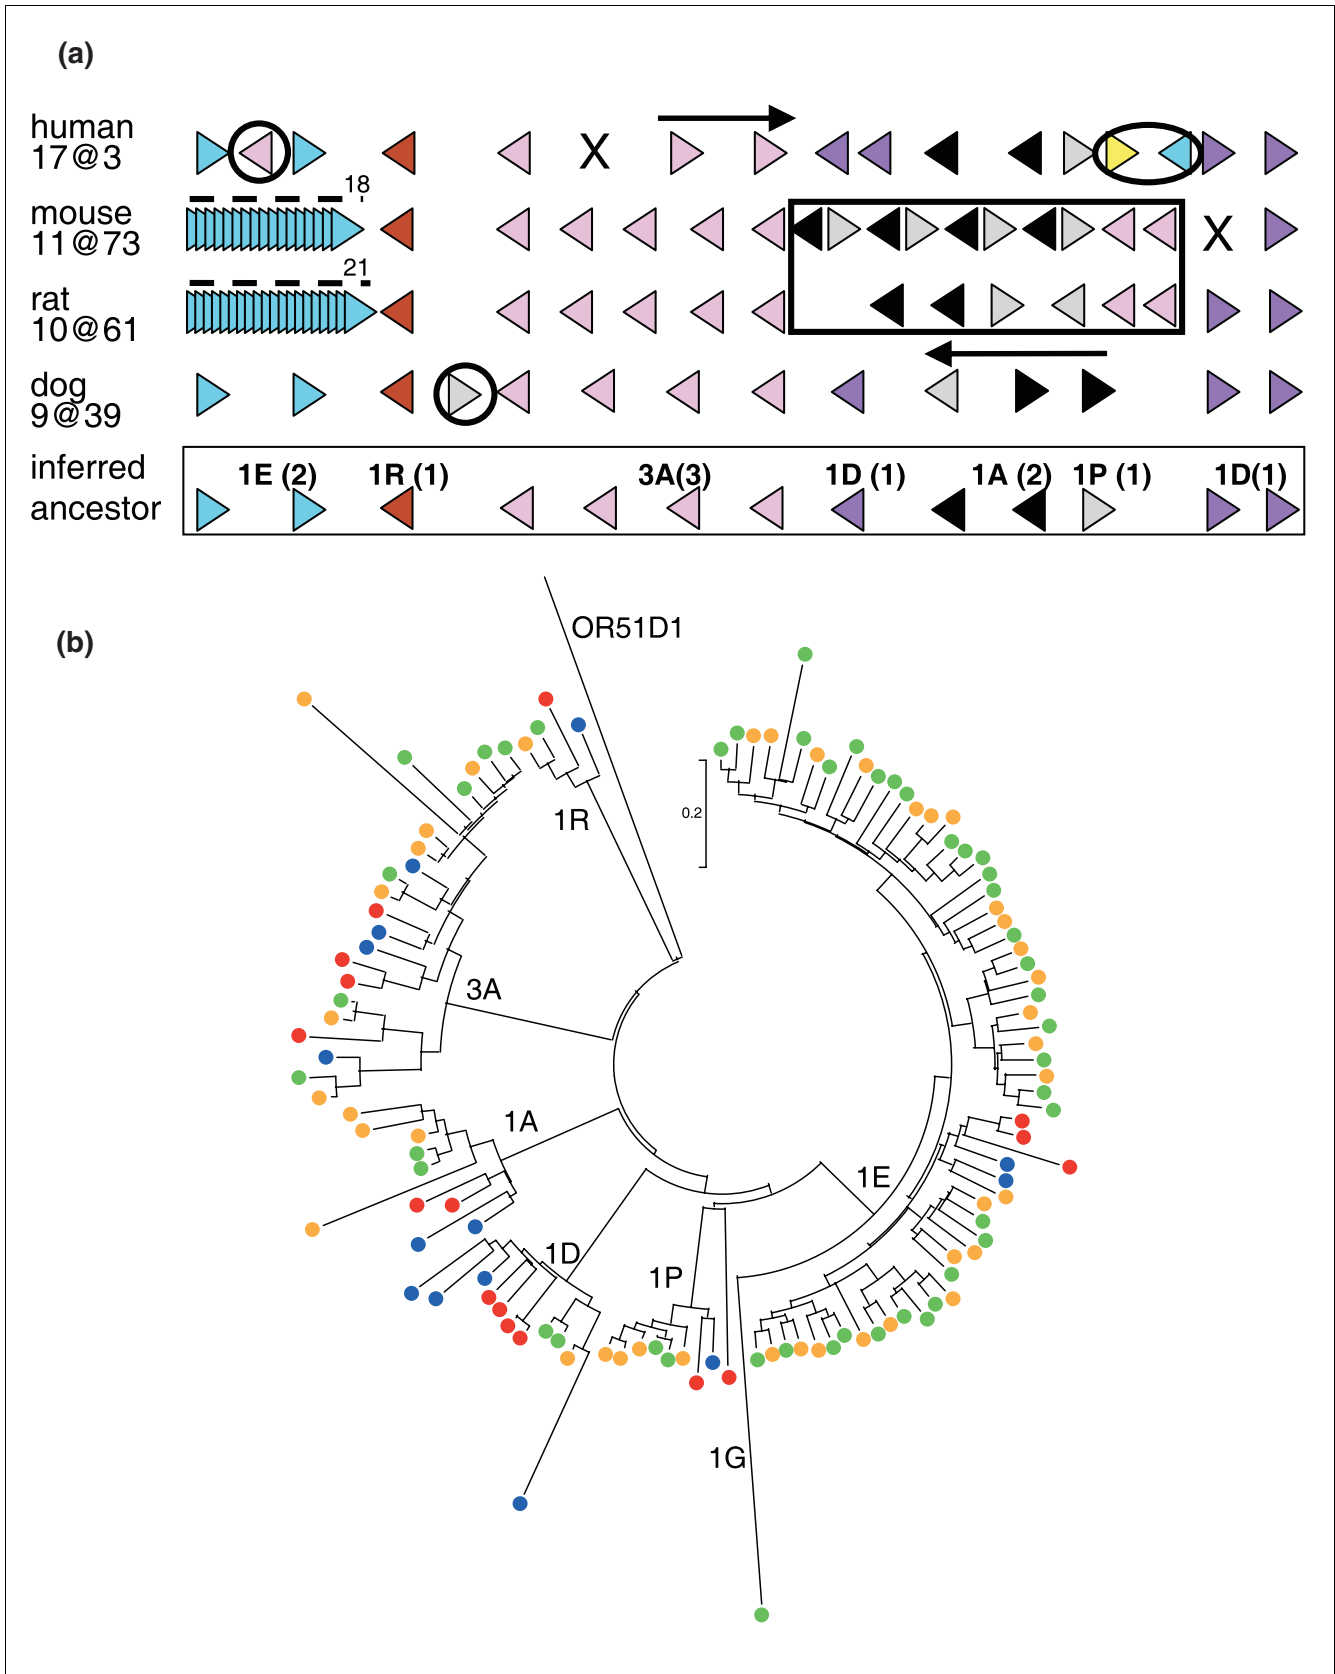 (a)
human
17@3
X
18
mouse
11@73
X
21
rat
10@61
dog
9@39
inferred
ancestor
1E (2) 1R (1) 3A(3) 1D (1) 1A (2) 1P (1) 1D(1)
(b)
OR51D1
0.2
1R
3A
1A
1E
1D
1P
1G